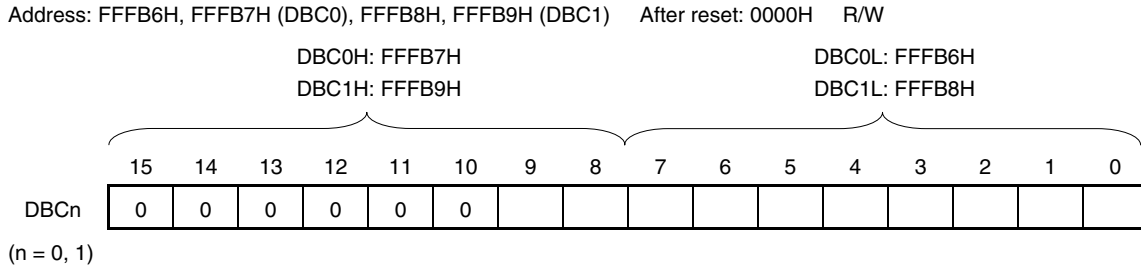 Address: FFFB6H, FFFB7H (DBC0), FFFB8H, FFFB9H (DBC1) After reset: 0000H R/W
DBC0H: FFFB7H DBC0L: FFFB6H
DBC1H: FFFB9H DBC1L: FFFB8H
15 14 13 12 11 10 9 8 7 6 5 4 3 2 1 0
DBCn 0 0 0 0 0 0
(n = 0, 1)